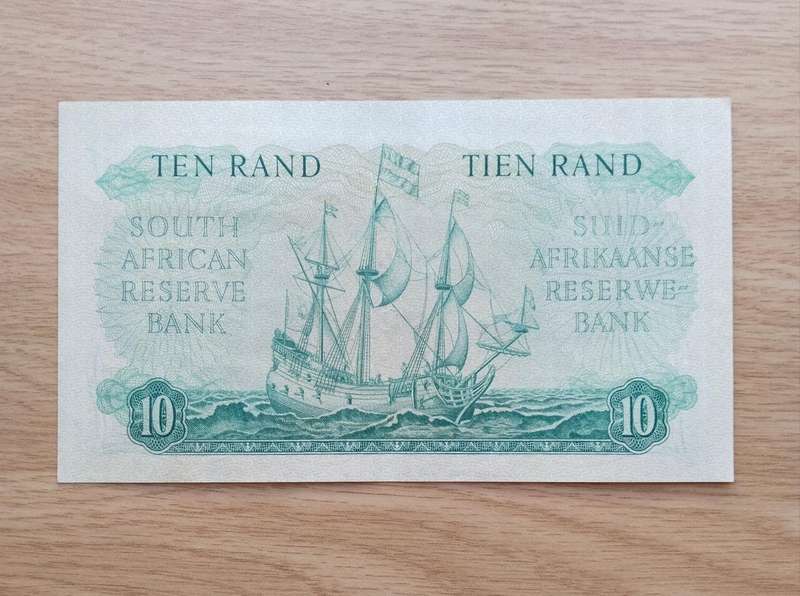 TEN RAND
TIEN RAND
SOUTH
AFRICAN
RESERVE
BANK
SUID-
AFRIKAANSE
RESERWE-
BANK
10
10